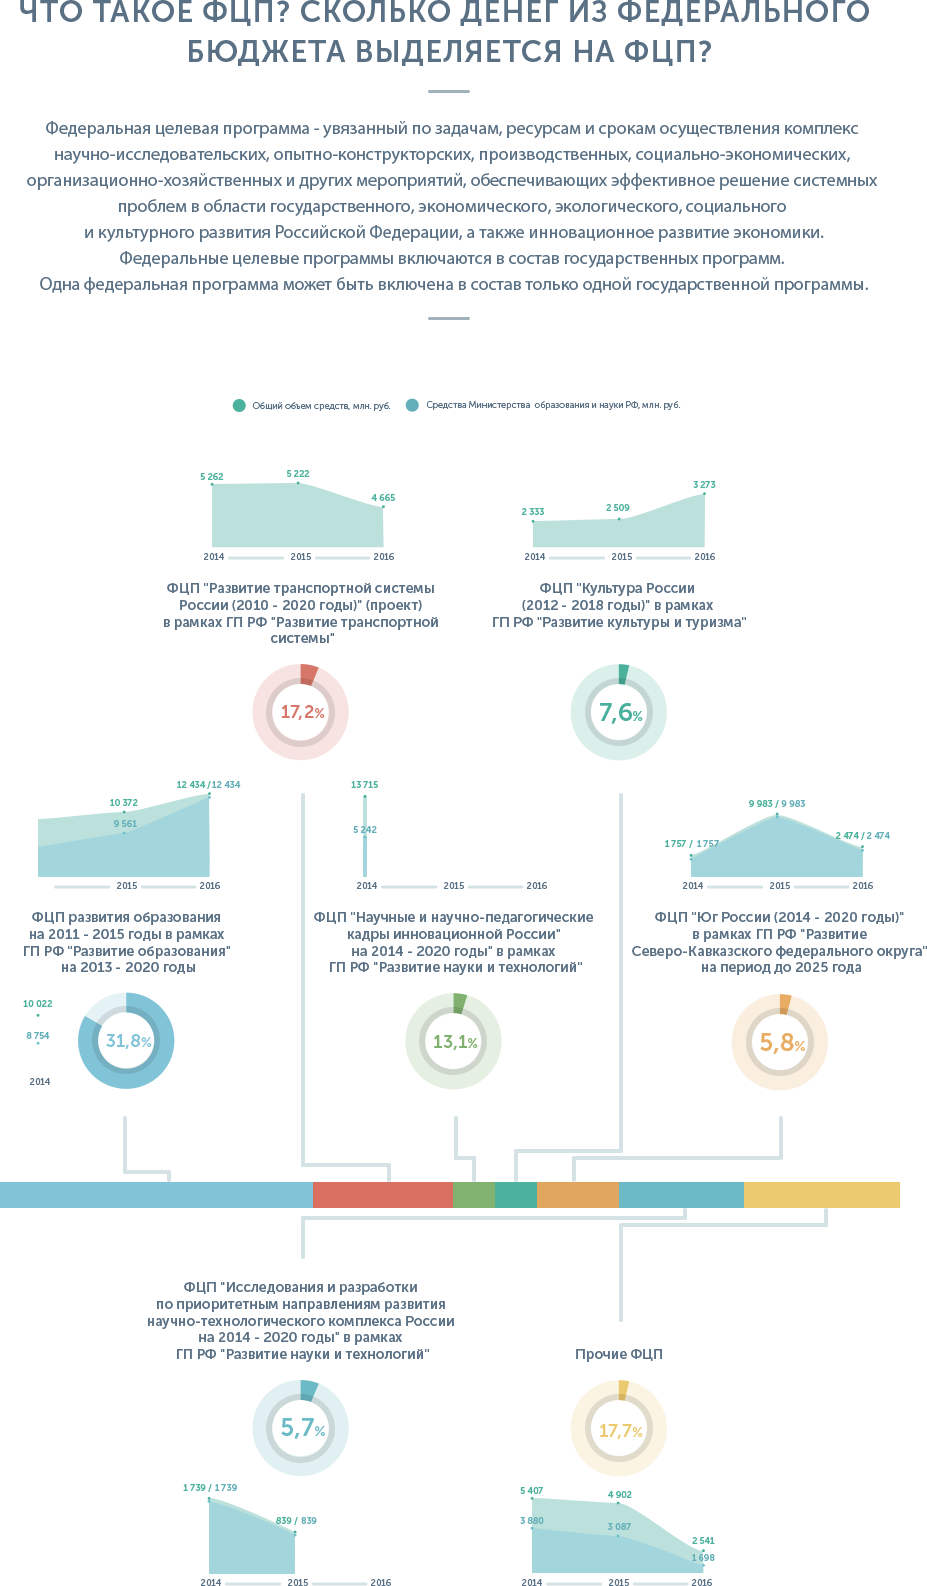 ЧТО ТАКОЕ ФЦП? СКОЛЬКО ДЕНЕГ ИЗ ФЕДЕРАЛЬНОГО
БЮДЖЕТА ВЫДЕЛЯЕТСЯ НА ФЦП?
Федеральная целевая программа - увязанный по задачам, ресурсам и срокам осуществления комплекс
научно-исследовательских, опытно-конструкторских, производственных, социально-экономических,
организационно-хозяйственных и других мероприятий, обеспечивающих эффективное решение системных
проблем в области государственного, экономического, экологического, социального
и культурного развития Российской Федерации, а также инновационное развитие экономики.
Федеральные целевые программы включаются в состав государственных программ.
Одна федеральная программа может быть включена в состав только одной государственной программы.
Общий объем средств, млн. руб.
Средства Министерства образования и науки РФ, млн. руб.
5 262
5 222
4 665
2014
2015
2016
ФЦП "Развитие транспортной системы
России (2010 - 2020 годы)" (проект)
в рамках ГП РФ "Развитие транспортной
системы"
17,2%
2 333
2 509
3 273
2014
2015
2016
ФЦП "Культура России
(2012 - 2018 годы)" в рамках
ГП РФ "Развитие культуры и туризма"
7,6%
10 372
9 561
12 434 / 12 434
2015
2016
ФЦП развития образования
на 2011 - 2015 годы в рамках
ГП РФ "Развитие образования"
на 2013 - 2020 годы
10 022
8 754
2014
31,8%
13 715
5 242
2014
2015
2016
ФЦП "Научные и научно-педагогические
кадры инновационной России"
на 2014 - 2020 годы" в рамках
ГП РФ "Развитие науки и технологий"
13,1%
1 757 / 1 757
9 983 / 9 983
2 474 / 2 474
2014
2015
2016
ФЦП "Юг России (2014 - 2020 годы)"
в рамках ГП РФ "Развитие
Северо-Кавказского федерального округа"
на период до 2025 года
5,8%
ФЦП "Исследования и разработки
по приоритетным направлениям развития
научно-технологического комплекса России
на 2014 - 2020 годы" в рамках
ГП РФ "Развитие науки и технологий"
5,7%
1 739 / 1 739
839 / 839
2014
2015
2016
Прочие ФЦП
17,7%
5 407
4 902
3 880
3 087
2 541
1 698
2014
2015
2016